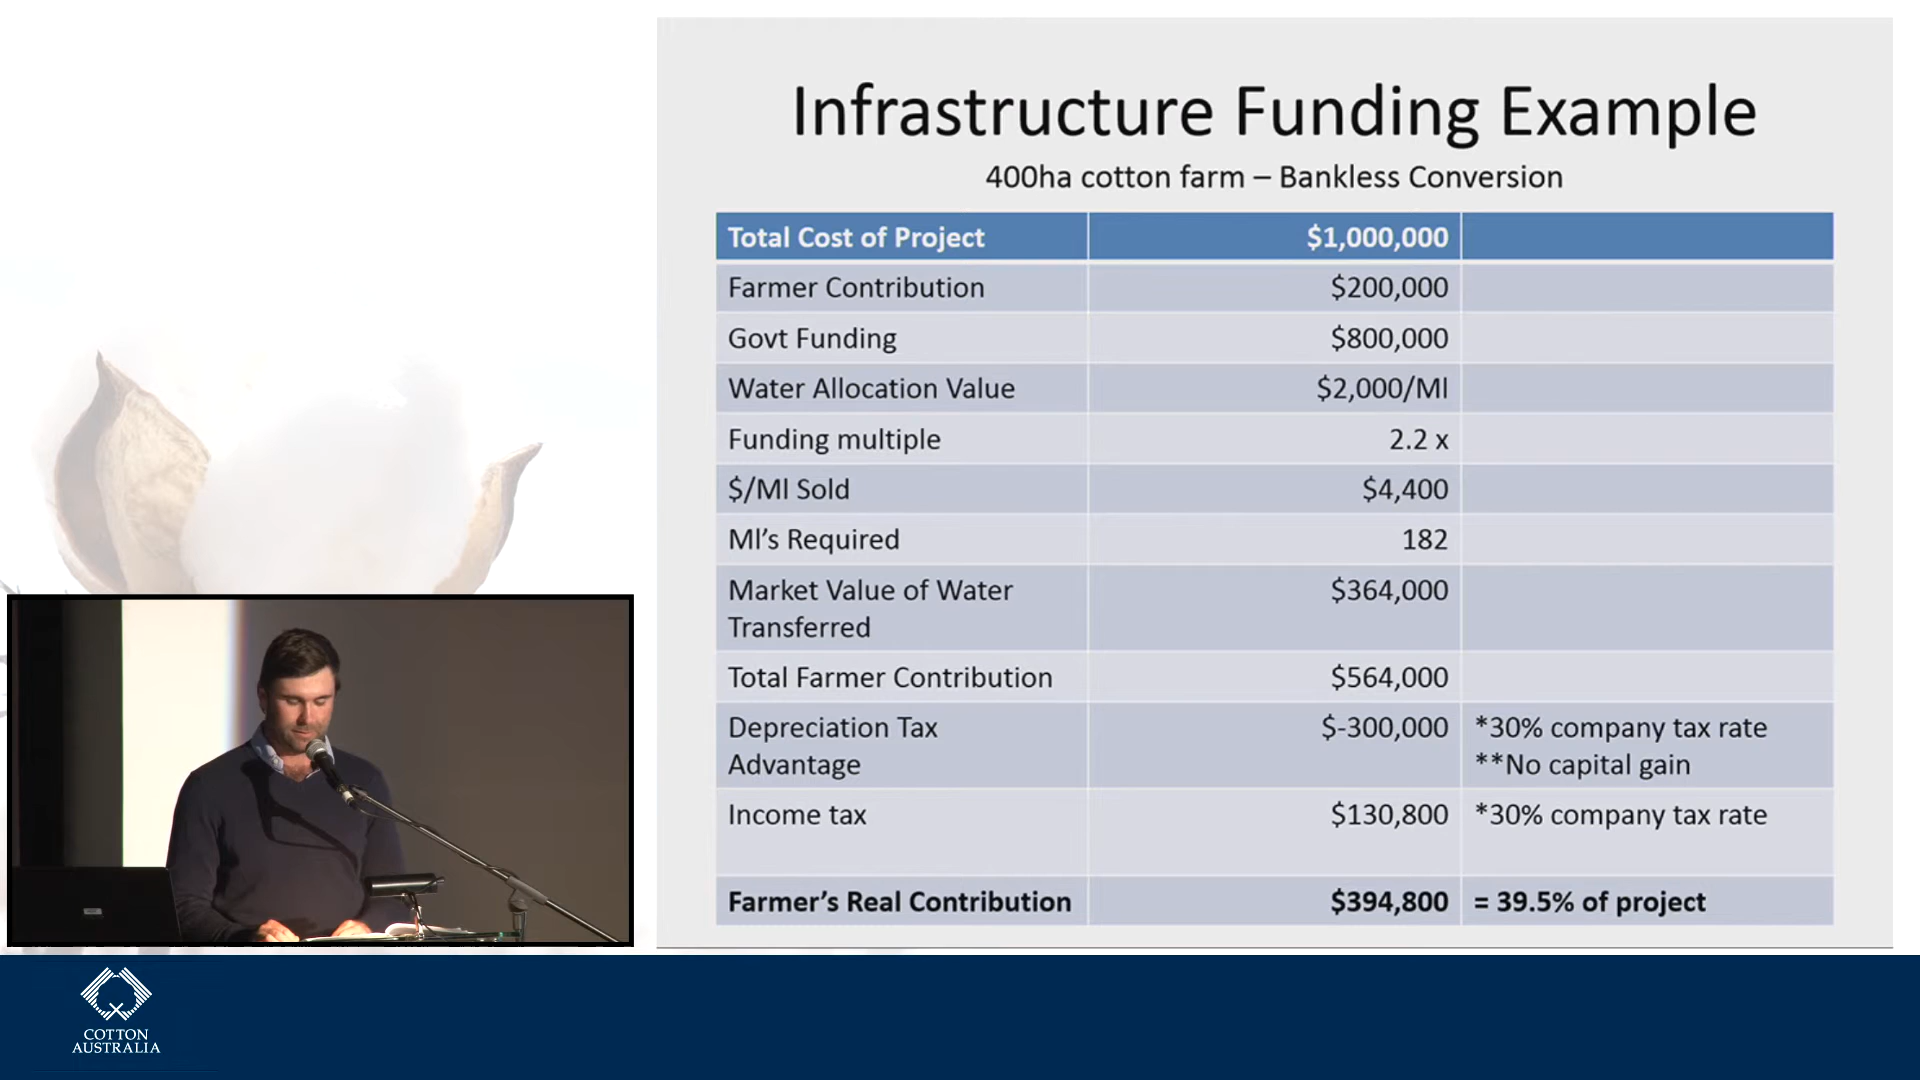 Infrastructure Funding Example
400ha cotton farm – Bankless Conversion
Total Cost of Project $1,000,000
Farmer Contribution $200,000
Govt Funding $800,000
Water Allocation Value $2,000/Ml
Funding multiple 2.2 x
$/Ml Sold $4,400
Ml’s Required 182
Market Value of Water $364,000
Transferred
Total Farmer Contribution $564,000
Depreciation Tax $-300,000 *30% company tax rate
Advantage **No capital gain
Income tax $130,800 *30% company tax rate
Farmer’s Real Contribution $394,800 = 39.5% of project
COTTON
AUSTRALIA